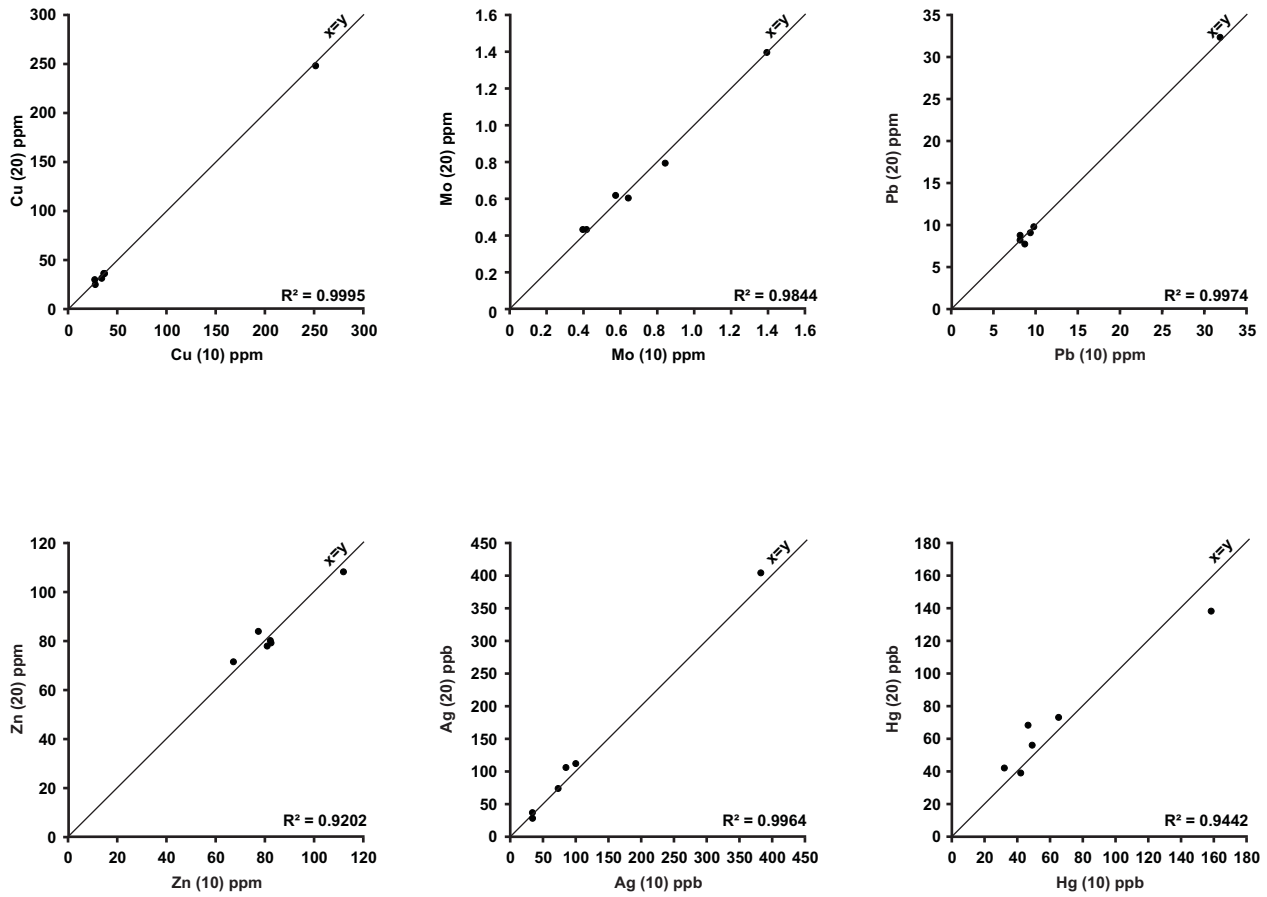 300
250
200
150
100
50
0
Cu (20) ppm
x=y
R² = 0.9995
0 50 100 150 200 250 300
Cu (10) ppm
1.6
1.4
1.2
1.0
0.8
0.6
0.4
0.2
0
Mo (20) ppm
x=y
R² = 0.9844
0 0.2 0.4 0.6 0.8 1.0 1.2 1.4 1.6
Mo (10) ppm
35
30
25
20
15
10
5
0
Pb (20) ppm
x=y
R² = 0.9974
0 5 10 15 20 25 30 35
Pb (10) ppm
120
100
80
60
40
20
0
Zn (20) ppm
x=y
R² = 0.9202
0 20 40 60 80 100 120
Zn (10) ppm
450
400
350
300
250
200
150
100
50
0
Ag (20) ppb
x=y
R² = 0.9964
0 50 100 150 200 250 300 350 400 450
Ag (10) ppb
180
160
140
120
100
80
60
40
20
0
Hg (20) ppb
x=y
R² = 0.9442
0 20 40 60 80 100 120 140 160 180
Hg (10) ppb